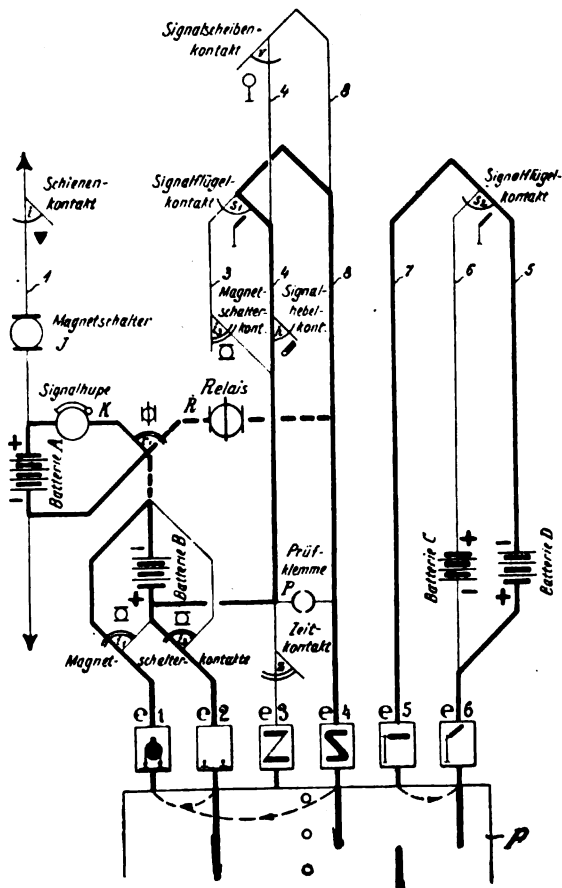 Signalscheiben-
kontakt
r
4
8
Schienen-
kontakt
1
Magnetschalter
J
Signalflügel-
kontakt
s1
3
4
8
Magnet-
schalter-
kont.
Signal-
hebel-
kont.
h
Signalflügel-
kontakt
s2
7
6
5
Signalhupe
K
R
Relais
+
Batterie A
-
-
Batterie B
+
Prüf-
klemme
P
Zeit-
kontakt
Magnet-
schalter-
kontakte
Batterie C
+
-
-
Batterie D
+
e1
e2
e3
e4
e5
e6
P